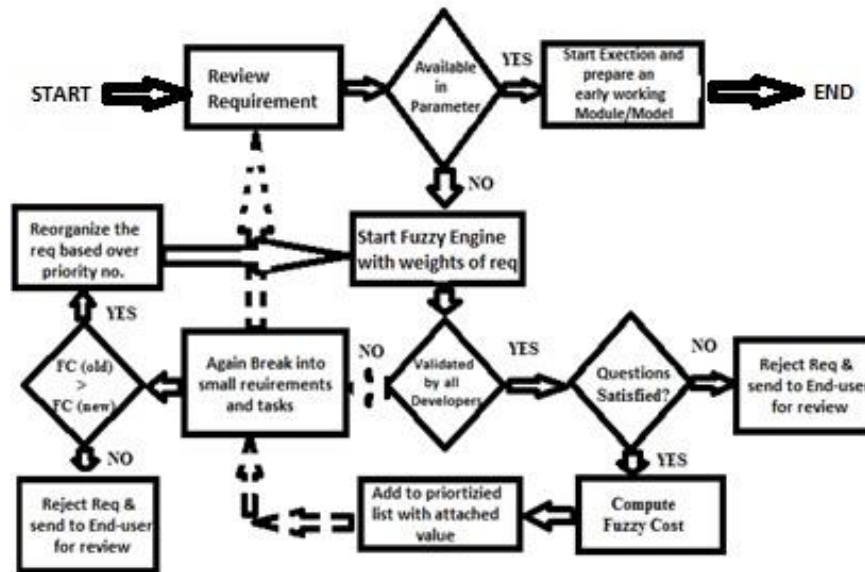 START
Review
Requirement
Available
in
Parameter
YES
Start Exection and
prepare an
early working
Module/Model
END
NO
Reorganize the
req based over
priority no.
Start Fuzzy Engine
with weights of req
YES
FC (old)
>
FC (new)
NO
Again Break into
small reuirements
and tasks
NO
Validated
by all
Developers
YES
Questions
Satisfied?
NO
Reject Req &
send to End-user
for review
YES
Reject Req &
send to End-user
for review
Add to priortizied
list with attached
value
Compute
Fuzzy Cost